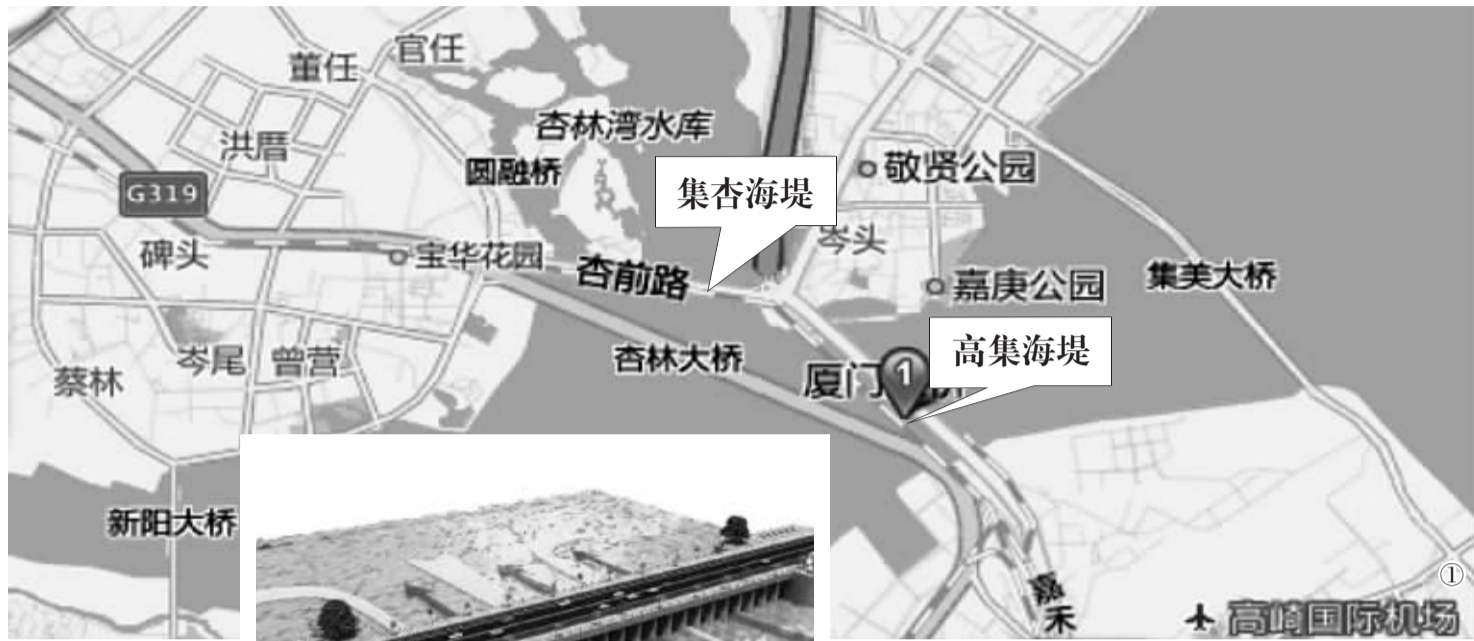 官任
董任
杏林湾水库
洪厝
圆融桥
敬贤公园
集杏海堤
G319
岑头
碑头
宝华花园
杏前路
嘉庚公园
集美大桥
高集海堤
杏林大桥
岑尾
曾营
厦门
1
蔡林
新阳大桥
①
嘉禾
高崎国际机场